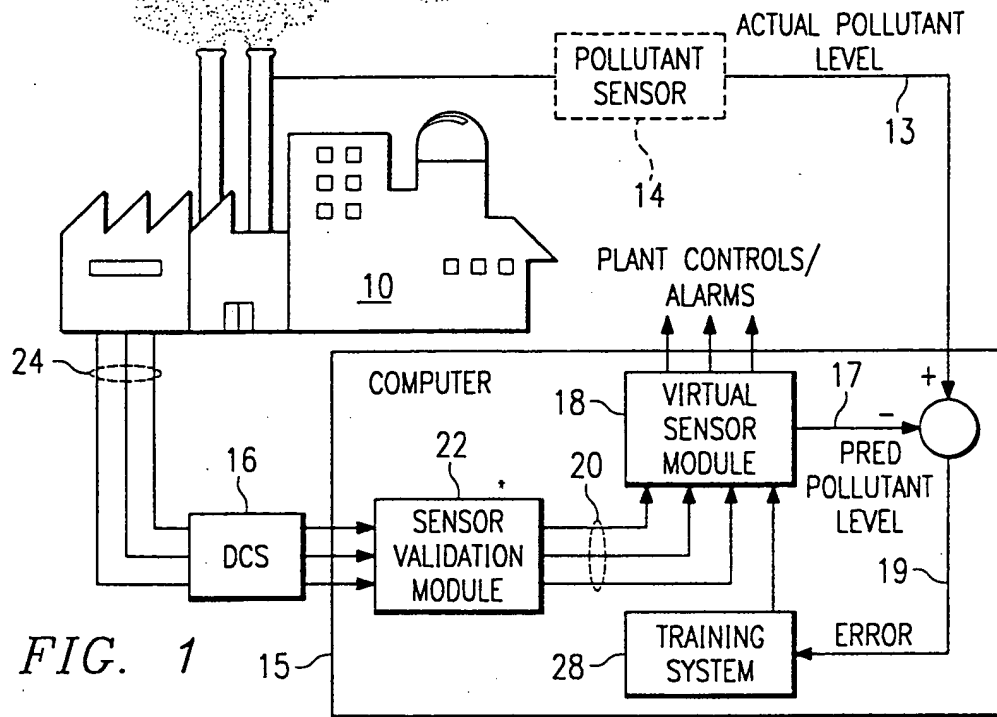 ACTUAL POLLUTANT
LEVEL
POLLUTANT
SENSOR
13
14
10
PLANT CONTROLS/
ALARMS
24
COMPUTER
18
VIRTUAL
SENSOR
MODULE
17
+
-
PRED
POLLUTANT
LEVEL
16
DCS
22
SENSOR
VALIDATION
MODULE
20
19
TRAINING
SYSTEM
ERROR
28
15
FIG. 1